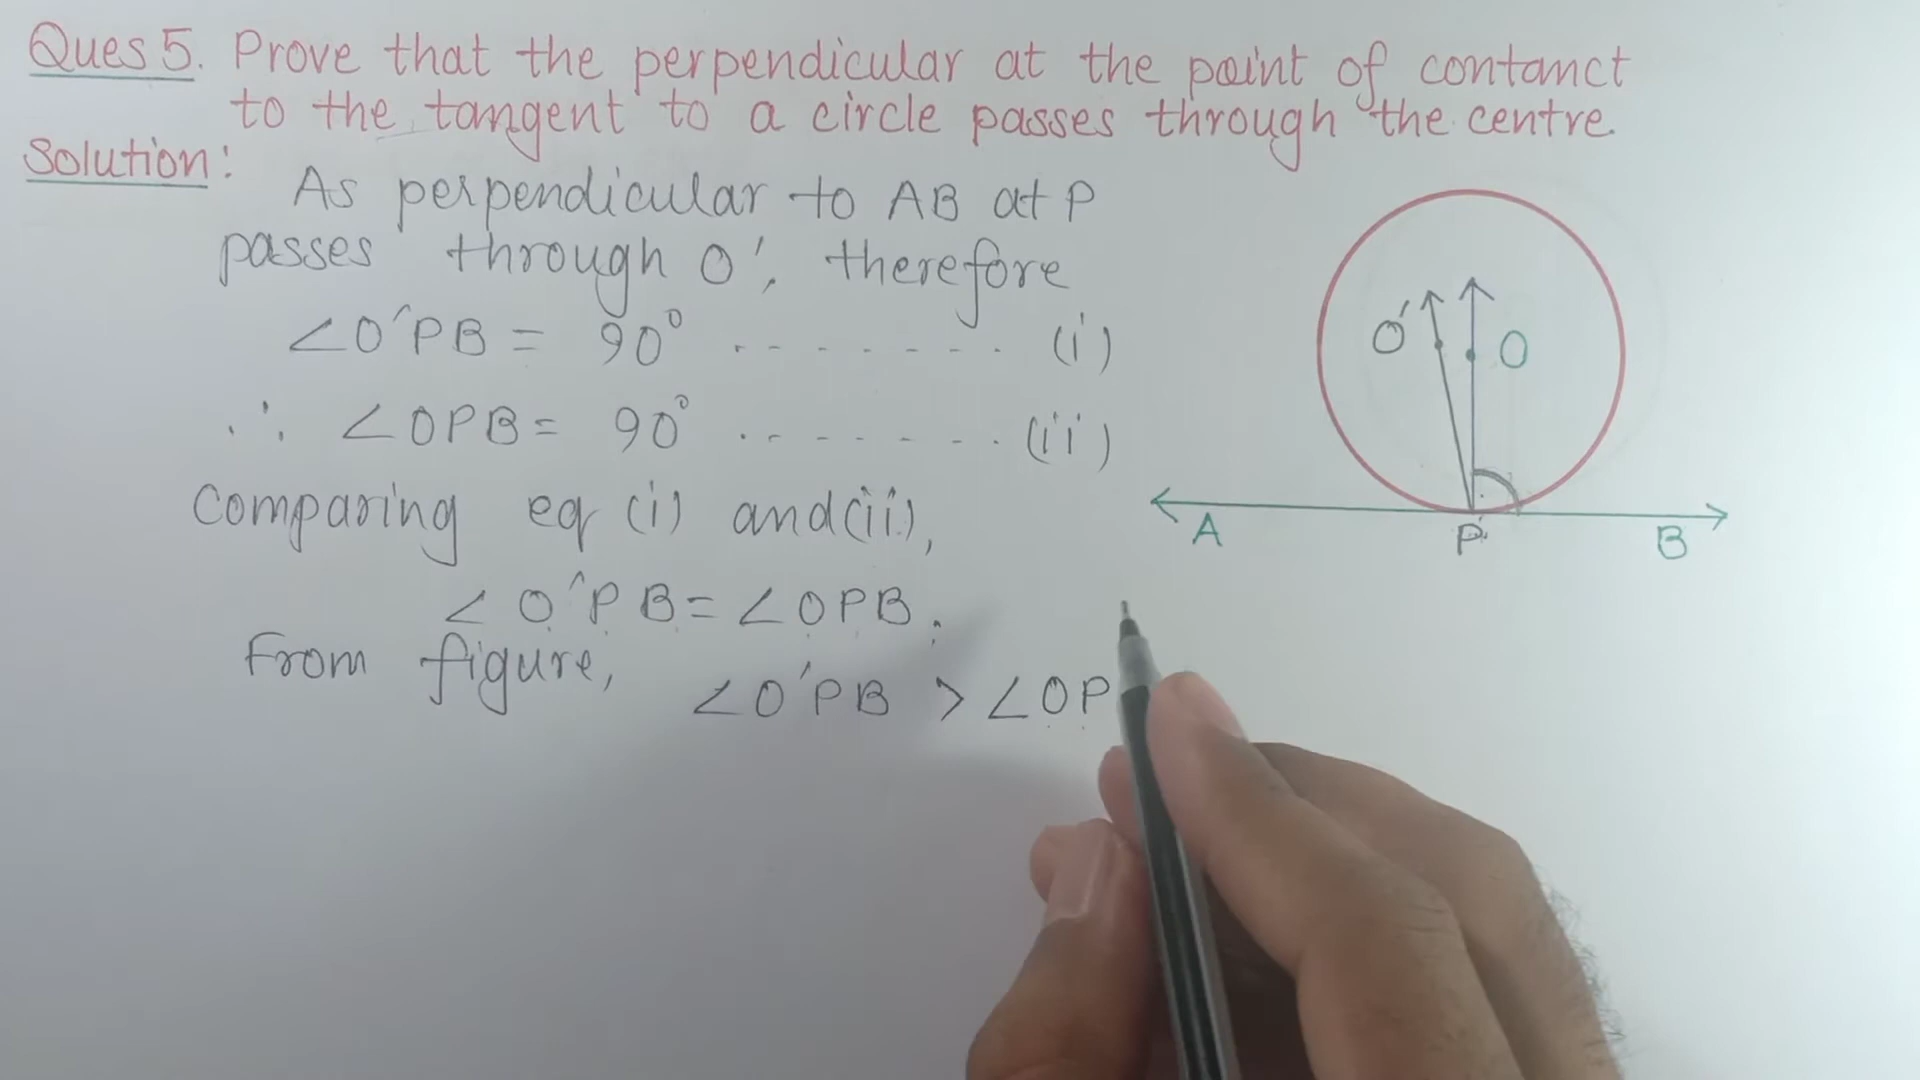 Ques 5. Prove that the perpendicular at the point of contanct
to the tangent to a circle passes through the centre.
Solution:
As perpendicular to AB at P
passes through O', therefore
∠O'PB = 90° ........ (i)
∴ ∠OPB = 90° ........ (ii)
Comparing eq (i) and (ii),
∠O'PB = ∠OPB.
From figure,
∠O'PB > ∠OP
O' O
A P B